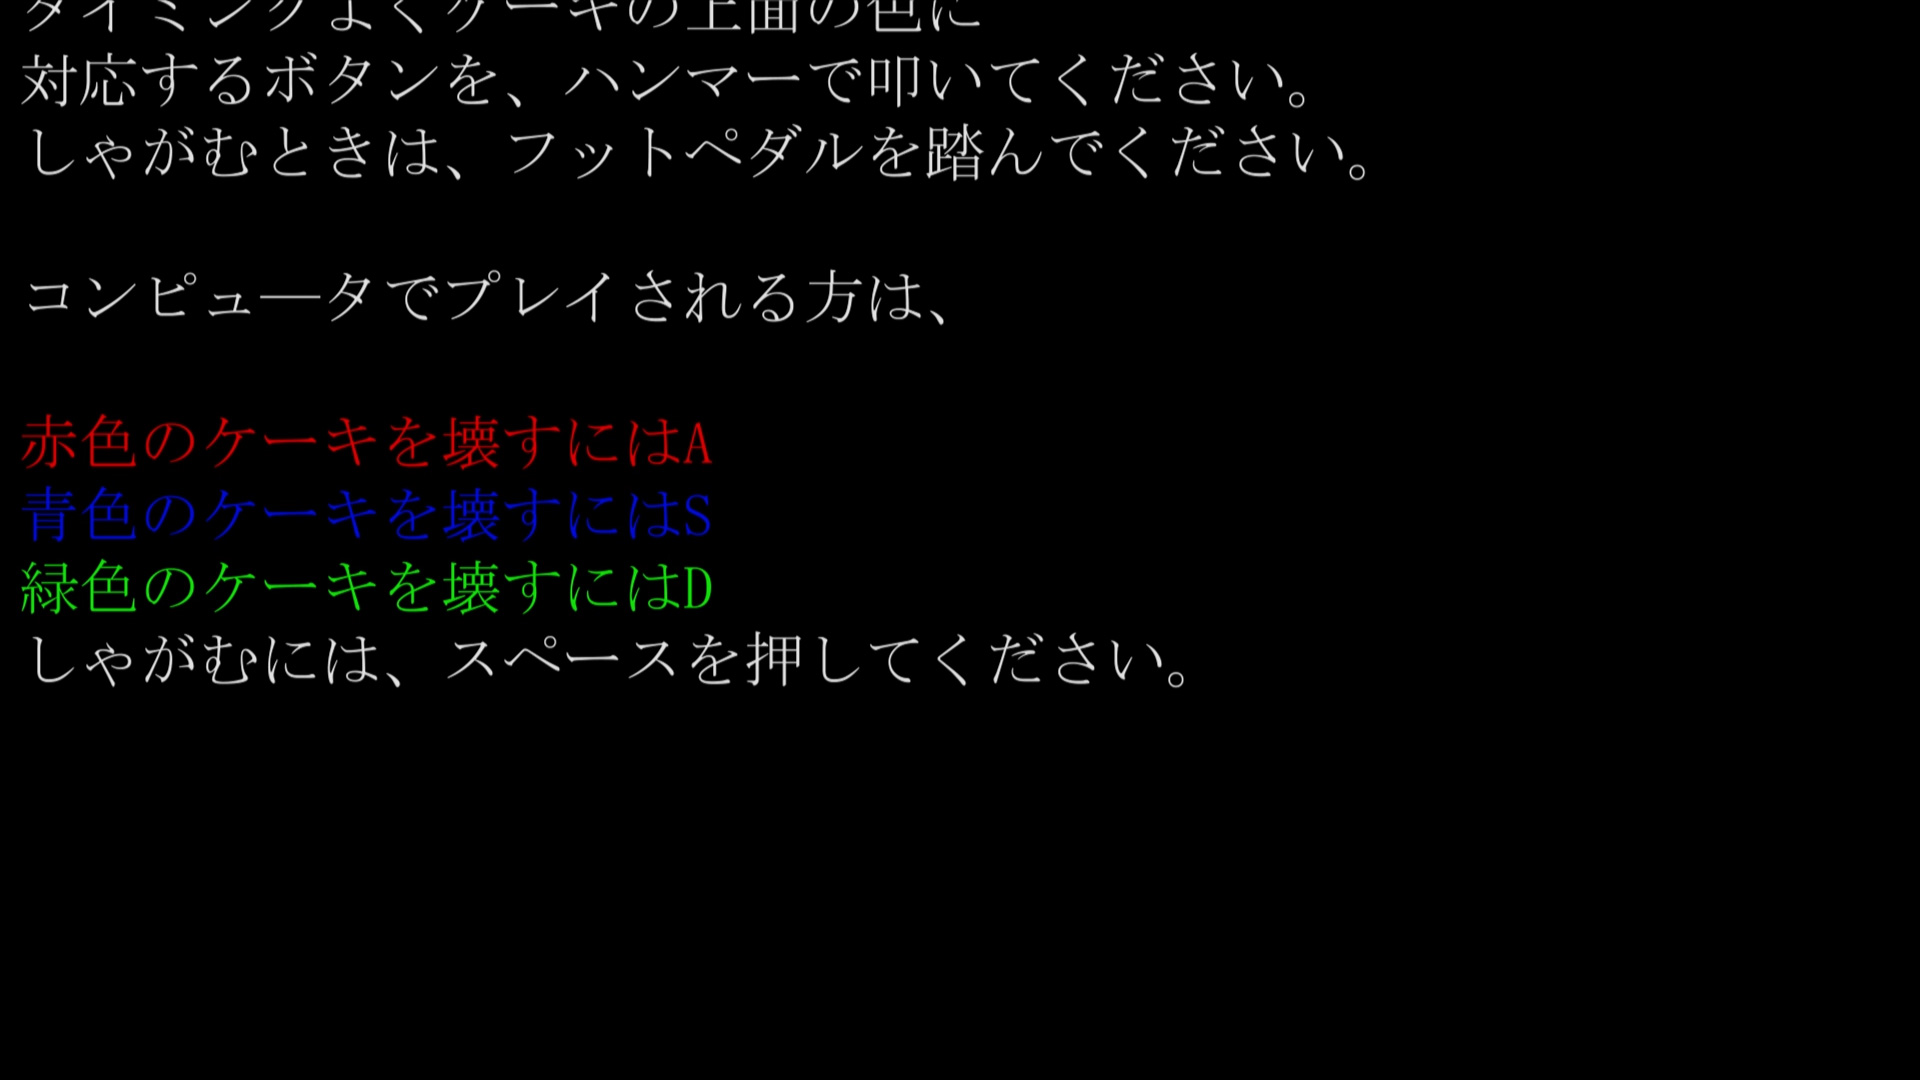 タイミングよくケーキの上面の色に
対応するボタンを、ハンマーで叩いてください。
しゃがむときは、フットペダルを踏んでください。
コンピュ―タでプレイされる方は、
赤色のケーキを壊すにはA
青色のケーキを壊すにはS
緑色のケーキを壊すにはD
しゃがむには、スペースを押してください。